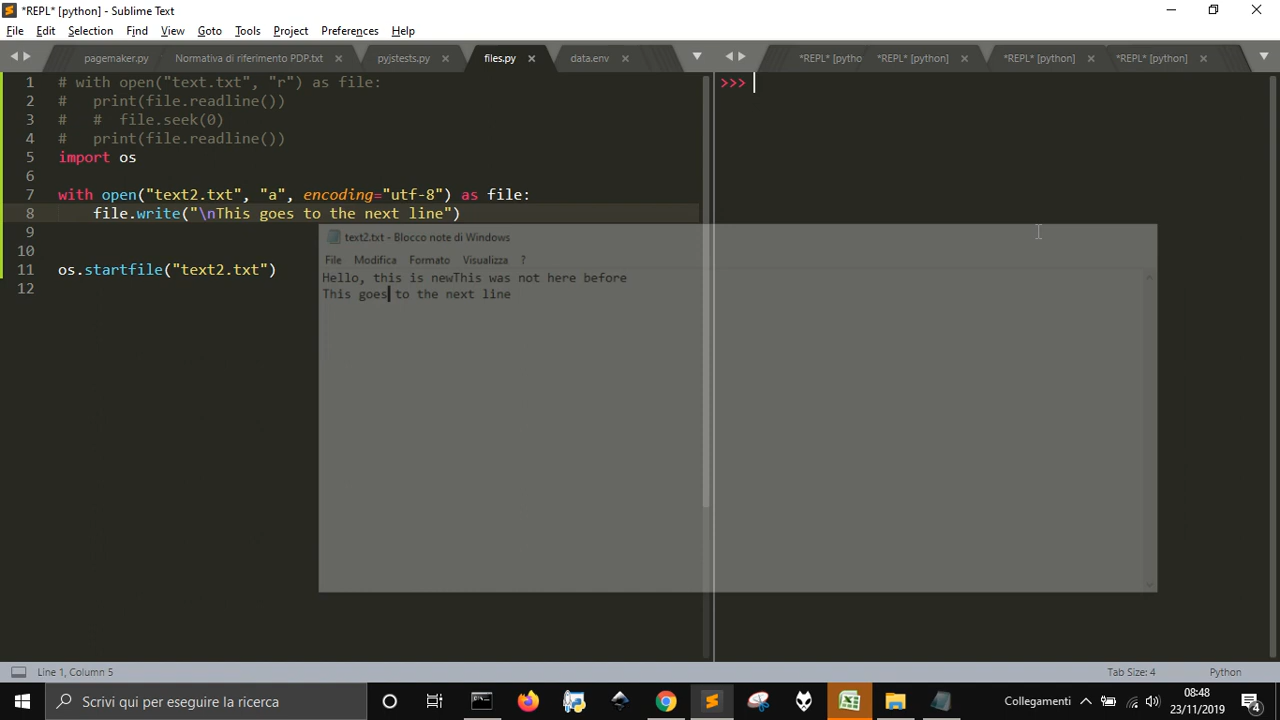 *REPL* [python] - Sublime Text
File Edit Selection Find View Goto Tools Project Preferences Help
pagemaker.py Normativa di riferimento PDP.txt pyjstests.py files.py data.env *REPL* [pytho *REPL* [python] *REPL* [python] *REPL* [python]
1 # with open("text.txt", "r") as file:
2 # print(file.readline())
3 # # file.seek(0)
4 # print(file.readline())
5 import os
6
7 with open("text2.txt", "a", encoding="utf-8") as file:
8 file.write("\nThis goes to the next line")
9
10
11 os.startfile("text2.txt")
12
>>>
text2.txt - Blocco note di Windows
File Modifica Formato Visualizza ?
Hello, this is newThis was not here before
This goes to the next line
Line 1, Column 5 Tab Size: 4 Python
Scrivi qui per eseguire la ricerca Collegamenti 08:48
23/11/2019 4